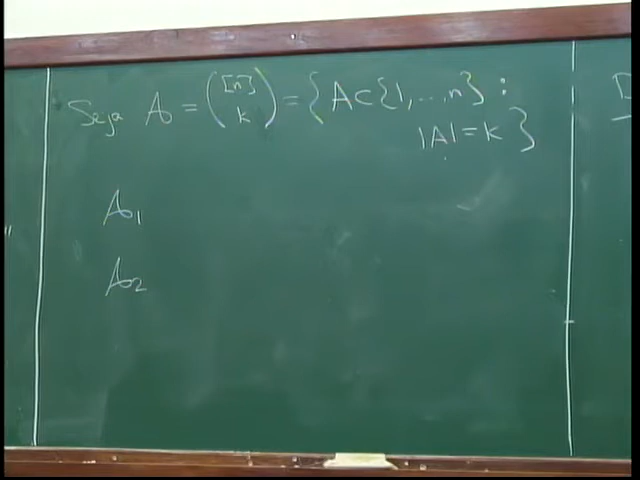 Seja A = ([n] k) = {A ⊂ {1, ..., n} :
|A| = k }
A₁
A₂